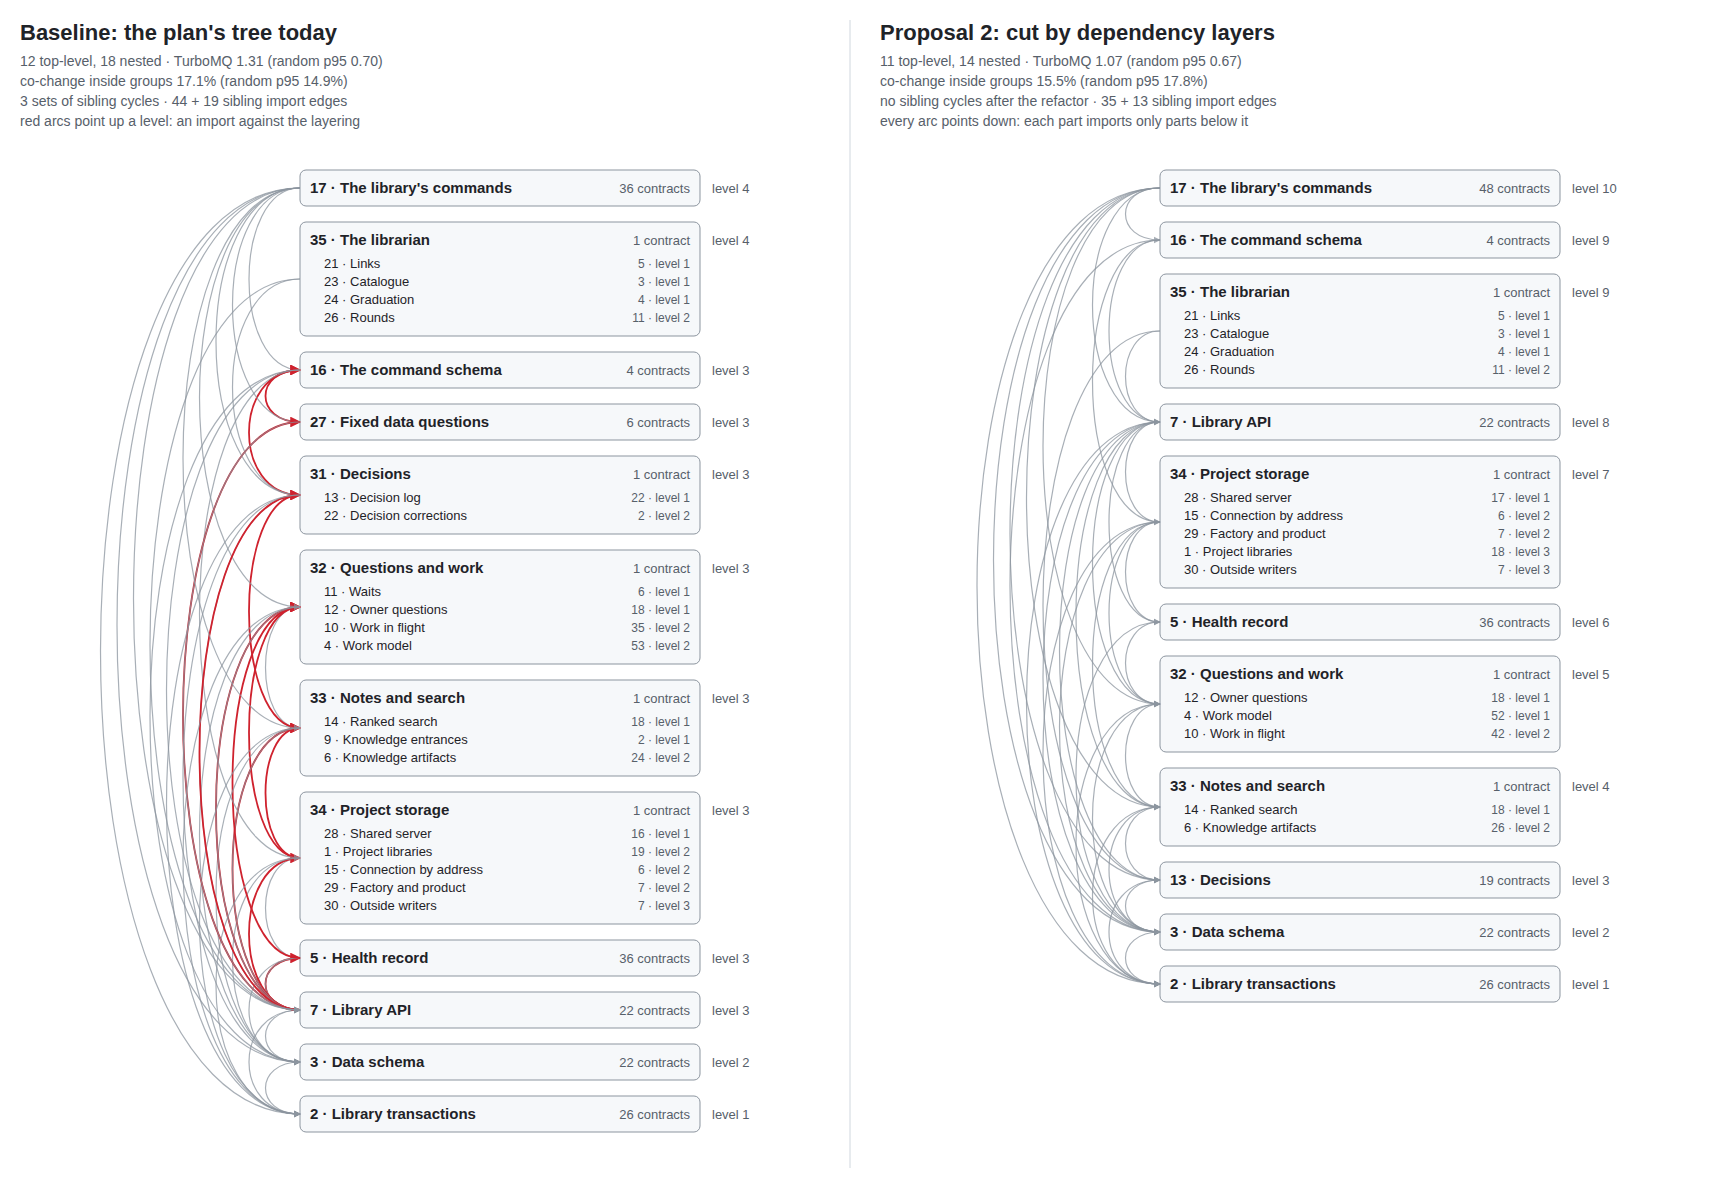 Baseline: the plan's tree today
12 top-level, 18 nested · TurboMQ 1.31 (random p95 0.70)
co-change inside groups 17.1% (random p95 14.9%)
3 sets of sibling cycles · 44 + 19 sibling import edges
red arcs point up a level: an import against the layering
17 · The library's commands 36 contracts level 4
35 · The librarian 1 contract level 4
21 · Links 5 · level 1
23 · Catalogue 3 · level 1
24 · Graduation 4 · level 1
26 · Rounds 11 · level 2
16 · The command schema 4 contracts level 3
27 · Fixed data questions 6 contracts level 3
31 · Decisions 1 contract level 3
13 · Decision log 22 · level 1
22 · Decision corrections 2 · level 2
32 · Questions and work 1 contract level 3
11 · Waits 6 · level 1
12 · Owner questions 18 · level 1
10 · Work in flight 35 · level 2
4 · Work model 53 · level 2
33 · Notes and search 1 contract level 3
14 · Ranked search 18 · level 1
9 · Knowledge entrances 2 · level 1
6 · Knowledge artifacts 24 · level 2
34 · Project storage 1 contract level 3
28 · Shared server 16 · level 1
1 · Project libraries 19 · level 2
15 · Connection by address 6 · level 2
29 · Factory and product 7 · level 2
30 · Outside writers 7 · level 3
5 · Health record 36 contracts level 3
7 · Library API 22 contracts level 3
3 · Data schema 22 contracts level 2
2 · Library transactions 26 contracts level 1
Proposal 2: cut by dependency layers
11 top-level, 14 nested · TurboMQ 1.07 (random p95 0.67)
co-change inside groups 15.5% (random p95 17.8%)
no sibling cycles after the refactor · 35 + 13 sibling import edges
every arc points down: each part imports only parts below it
17 · The library's commands 48 contracts level 10
16 · The command schema 4 contracts level 9
35 · The librarian 1 contract level 9
21 · Links 5 · level 1
23 · Catalogue 3 · level 1
24 · Graduation 4 · level 1
26 · Rounds 11 · level 2
7 · Library API 22 contracts level 8
34 · Project storage 1 contract level 7
28 · Shared server 17 · level 1
15 · Connection by address 6 · level 2
29 · Factory and product 7 · level 2
1 · Project libraries 18 · level 3
30 · Outside writers 7 · level 3
5 · Health record 36 contracts level 6
32 · Questions and work 1 contract level 5
12 · Owner questions 18 · level 1
4 · Work model 52 · level 1
10 · Work in flight 42 · level 2
33 · Notes and search 1 contract level 4
14 · Ranked search 18 · level 1
6 · Knowledge artifacts 26 · level 2
13 · Decisions 19 contracts level 3
3 · Data schema 22 contracts level 2
2 · Library transactions 26 contracts level 1